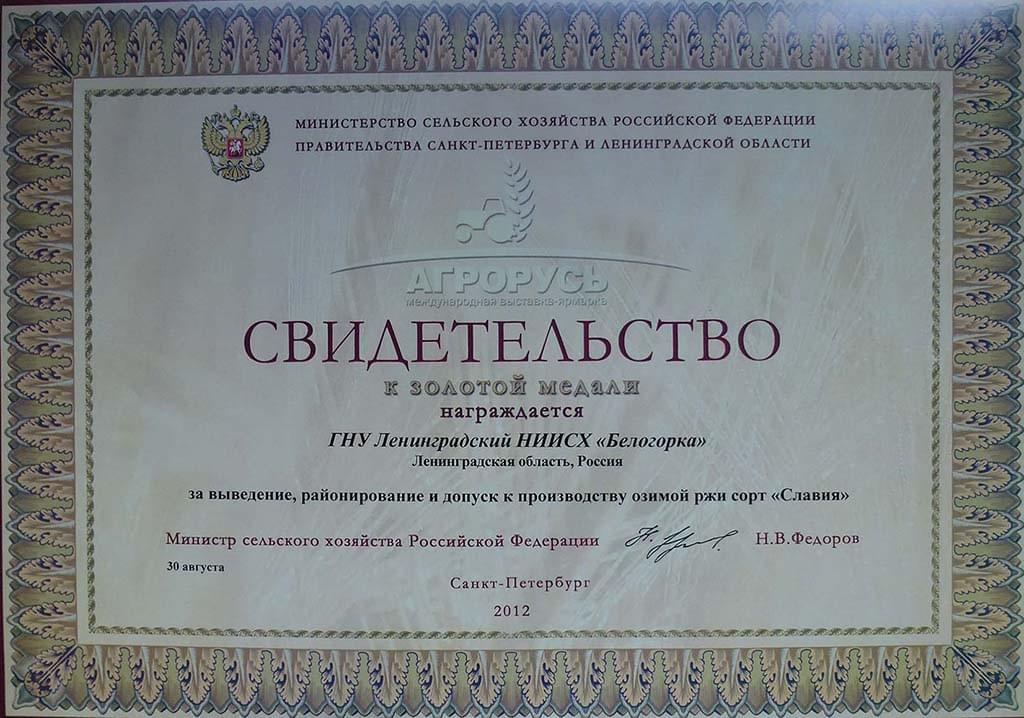 МИНИСТЕРСТВО СЕЛЬСКОГО ХОЗЯЙСТВА РОССИЙСКОЙ ФЕДЕРАЦИИ
ПРАВИТЕЛЬСТВА САНКТ-ПЕТЕРБУРГА И ЛЕНИНГРАДСКОЙ ОБЛАСТИ
АГРОРУСЬ
международная выставка-ярмарка
СВИДЕТЕЛЬСТВО
к золотой медали
награждается
ГНУ Ленинградский НИИСХ «Белогорка»
Ленинградская область, Россия
за выведение, районирование и допуск к производству озимой ржи сорт «Славия»
Министр сельского хозяйства Российской Федерации Н.В.Федоров
30 августа
Санкт-Петербург
2012